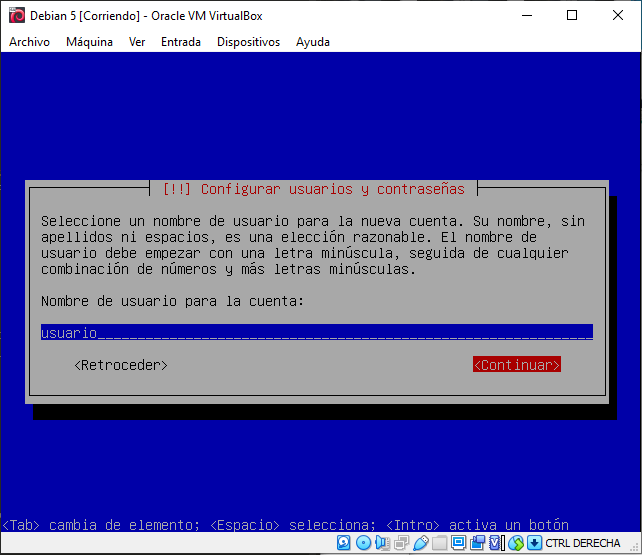 Debian 5 [Corriendo] - Oracle VM VirtualBox
Archivo Máquina Ver Entrada Dispositivos Ayuda
[!!] Configurar usuarios y contraseñas
Seleccione un nombre de usuario para la nueva cuenta. Su nombre, sin
apellidos ni espacios, es una elección razonable. El nombre de
usuario debe empezar con una letra minúscula, seguida de cualquier
combinación de números y más letras minúsculas.
Nombre de usuario para la cuenta:
usuario
<Retroceder> <Continuar>
<Tab> cambia de elemento; <Espacio> selecciona; <Intro> activa un botón
CTRL DERECHA